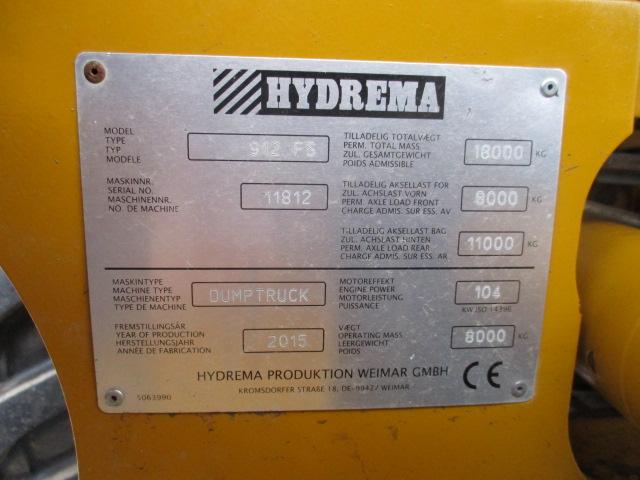 HYDREMA
MODEL
TYPE
TYP
MODELE
912 FS
TILLADELIG TOTALVÆGT
PERM. TOTAL MASS
ZUL. GESAMTGEWICHT
POIDS ADMISSIBLE
18000 KG
MASKINNR.
SERIAL NO.
MASCHINENNR.
NO. DE MACHINE
11812
TILLADELIG AKSELLAST FOR
ZUL. ACHSLAST VORN
PERM. AXLE LOAD FRONT
CHARGE ADMIS. SUR ESS. AV
8000 KG
TILLADELIG AKSELLAST BAG
ZUL. ACHSLAST HINTEN
PERM. AXLE LOAD REAR
CHARGE ADMIS. SUR ESS. AR.
11000 KG
MASKINTYPE
MACHINE TYPE
MASCHIENENTYP
TYPE DE MACHINE
DUMPTRUCK
MOTOREFFEKT
ENGINE POWER
MOTORLEISTUNG
PUISSANCE
104
KW ISO 14396
FREMSTILLINGSÅR
YEAR OF PRODUCTION
HERSTELLUNGSJAHR
ANNÉE DE FABRICATION
2015
VÆGT
OPERATING MASS
LEERGEWICHT
POIDS
8000 KG
HYDREMA PRODUKTION WEIMAR GMBH
KROMSDORFER STRAßE 18, DE-99427 WEIMAR
CE
5063990